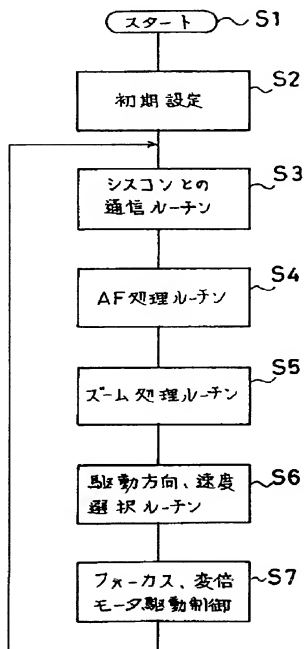 スタート
S1
初期設定
S2
シスコンとの
通信ルーチン
S3
AF処理ルーチン
S4
ズーム処理ルーチン
S5
駆動方向、速度
選択ルーチン
S6
フォーカス、変倍
モータ駆動制御
S7